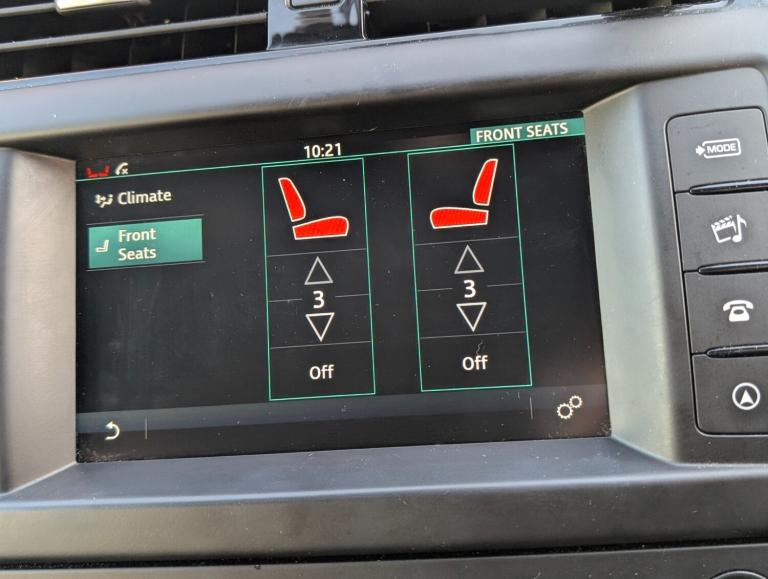 10:21
FRONT SEATS
Climate
Front
Seats
3
Off
3
Off
MODE